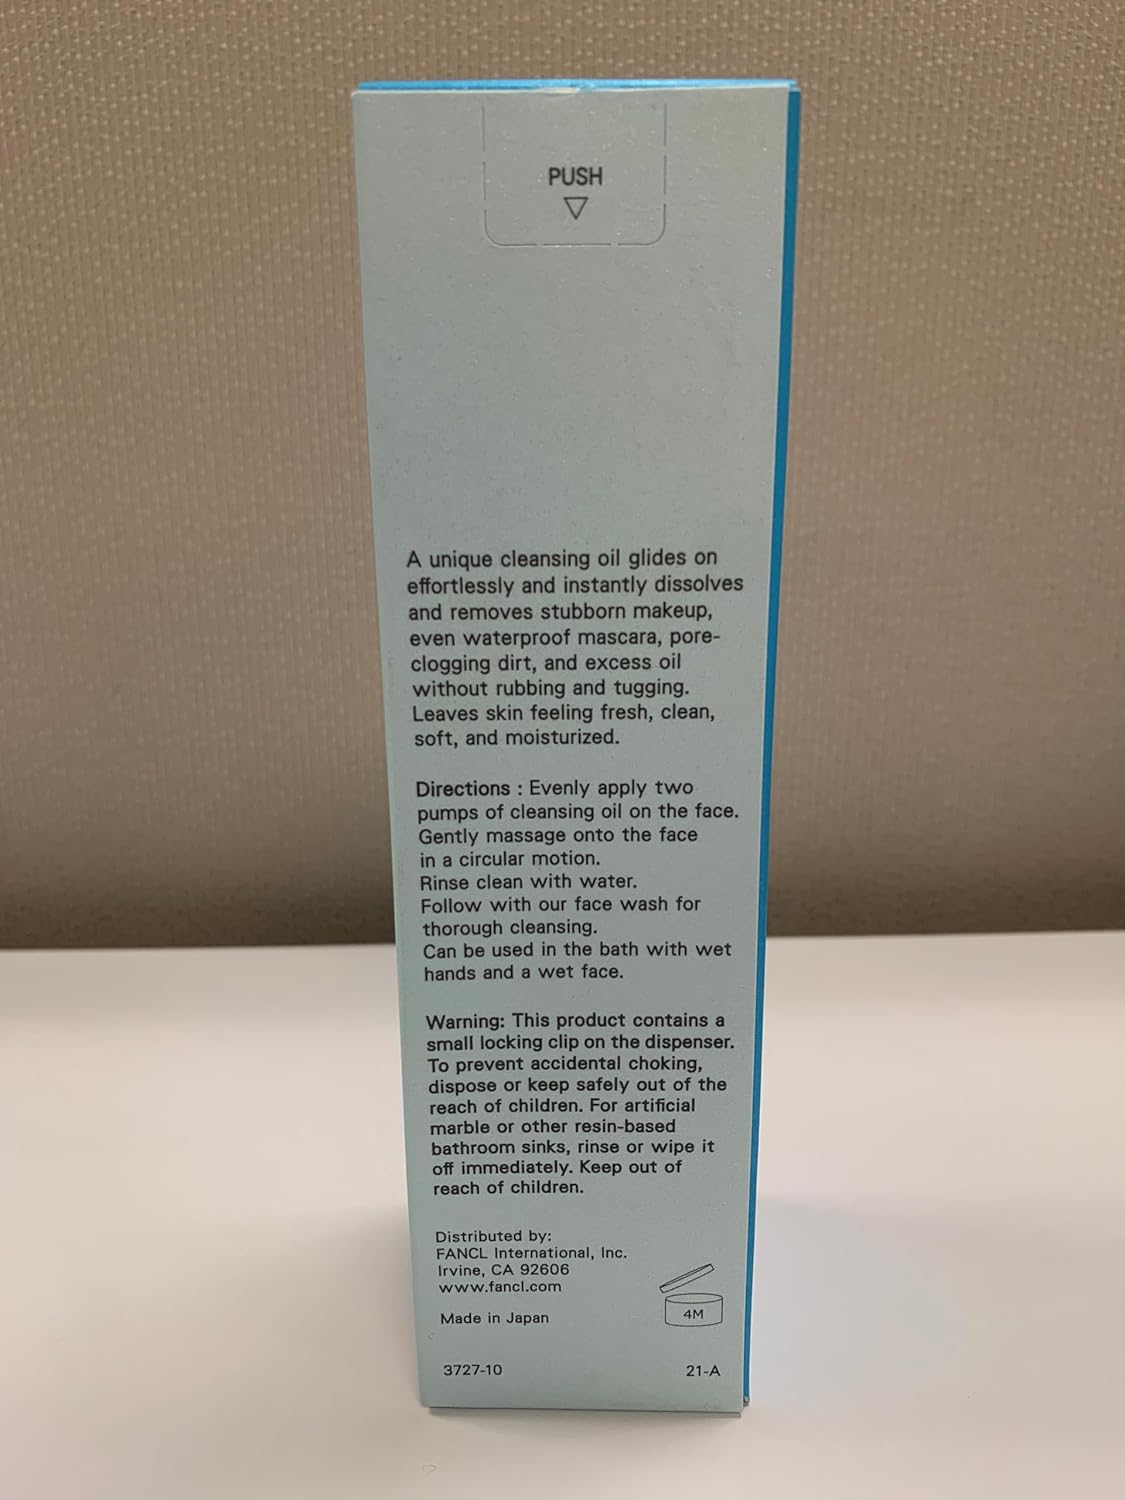 PUSH
A unique cleansing oil glides on
effortlessly and instantly dissolves
and removes stubborn makeup,
even waterproof mascara, pore-
clogging dirt, and excess oil
without rubbing and tugging.
Leaves skin feeling fresh, clean,
soft, and moisturized.
Directions : Evenly apply two
pumps of cleansing oil on the face.
Gently massage onto the face
in a circular motion.
Rinse clean with water.
Follow with our face wash for
thorough cleansing.
Can be used in the bath with wet
hands and a wet face.
Warning: This product contains a
small locking clip on the dispenser.
To prevent accidental choking,
dispose or keep safely out of the
reach of children. For artificial
marble or other resin-based
bathroom sinks, rinse or wipe it
off immediately. Keep out of
reach of children.
Distributed by:
FANCL International, Inc.
Irvine, CA 92606
www.fancl.com
Made in Japan
4M
3727-10
21-A